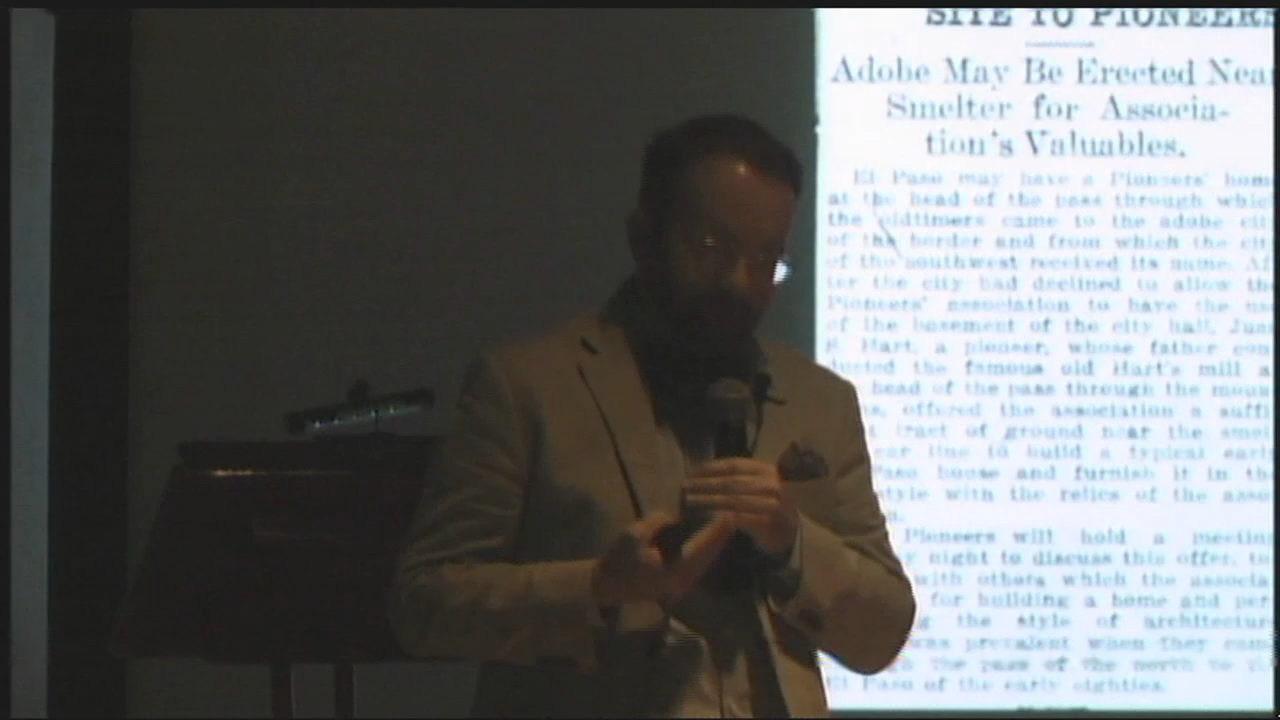 SITE TO PIONEERS
Adobe May Be Erected Near
Smelter for Associa-
tion's Valuables.
El Paso may have a Pioneers' home
at the head of the pass through which
the oldtimers came to the adobe city
of the border and from which the city
of the southwest received its name. Af-
ter the city had declined to allow the
Pioneers' association to have the use
of the basement of the city hall, Juan
S. Hart, a pioneer, whose father con-
ducted the famous old Hart's mill at
head of the pass through the moun-
offered the association a suffi-
tract of ground near the smel-
car line to build a typical early
Paso house and furnish it in the
style with the relics of the asso-
Pioneers will hold a meeting
night to discuss this offer, to-
with others which the associa-
for building a home and per-
the style of architecture
was prevalent when they came
the pass of the north to the
El Paso of the early eighties.